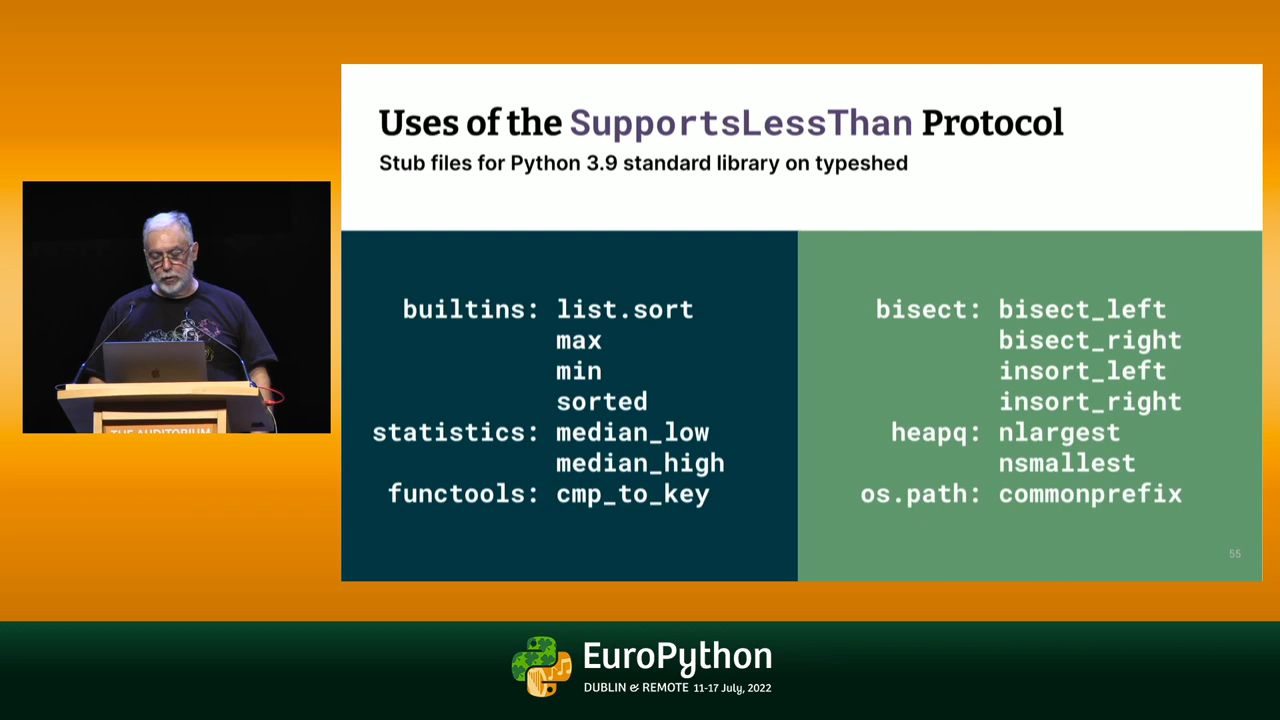 Uses of the SupportsLessThan Protocol
Stub files for Python 3.9 standard library on typeshed
builtins: list.sort
max
min
sorted
statistics: median_low
median_high
functools: cmp_to_key
bisect: bisect_left
bisect_right
insort_left
insort_right
heapq: nlargest
nsmallest
os.path: commonprefix
55
THE AUDITORIUM
EuroPython
DUBLIN & REMOTE 11-17 July, 2022